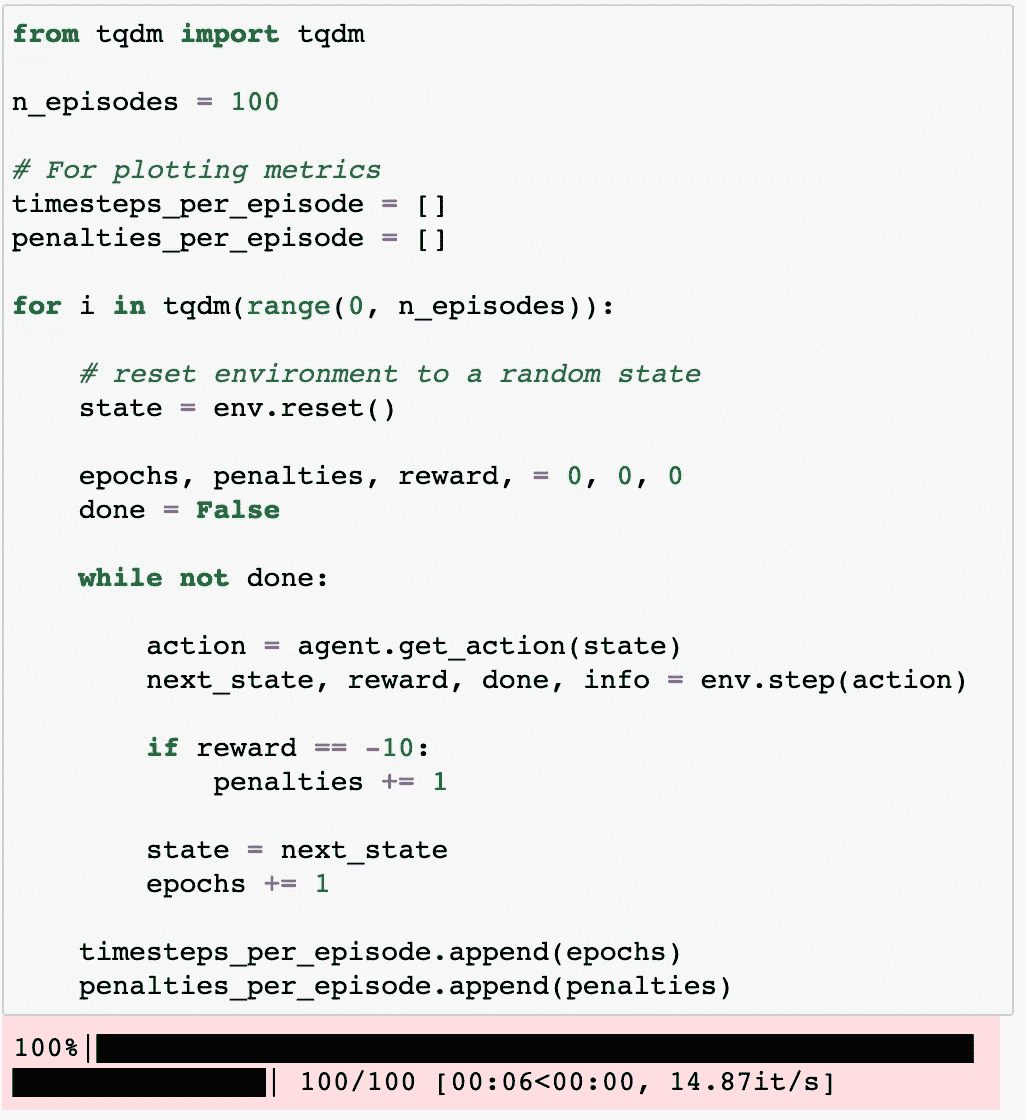 from tqdm import tqdm
n_episodes = 100
# For plotting metrics
timesteps_per_episode = []
penalties_per_episode = []
for i in tqdm(range(0, n_episodes)):
# reset environment to a random state
state = env.reset()
epochs, penalties, reward, = 0, 0, 0
done = False
while not done:
action = agent.get_action(state)
next_state, reward, done, info = env.step(action)
if reward == -10:
penalties += 1
state = next_state
epochs += 1
timesteps_per_episode.append(epochs)
penalties_per_episode.append(penalties)
100%|
| 100/100 [00:06<00:00, 14.87it/s]